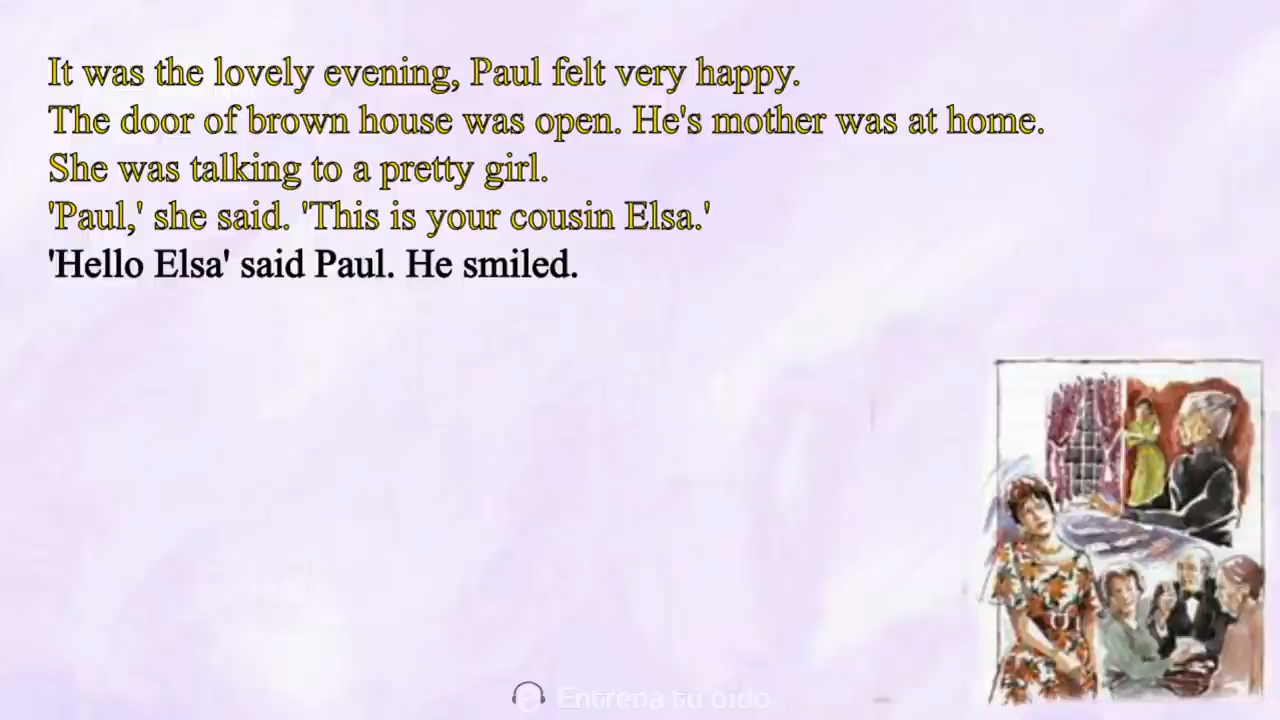 It was the lovely evening, Paul felt very happy.
The door of brown house was open. He's mother was at home.
She was talking to a pretty girl.
'Paul,' she said. 'This is your cousin Elsa.'
'Hello Elsa' said Paul. He smiled.
Entrena tu oido